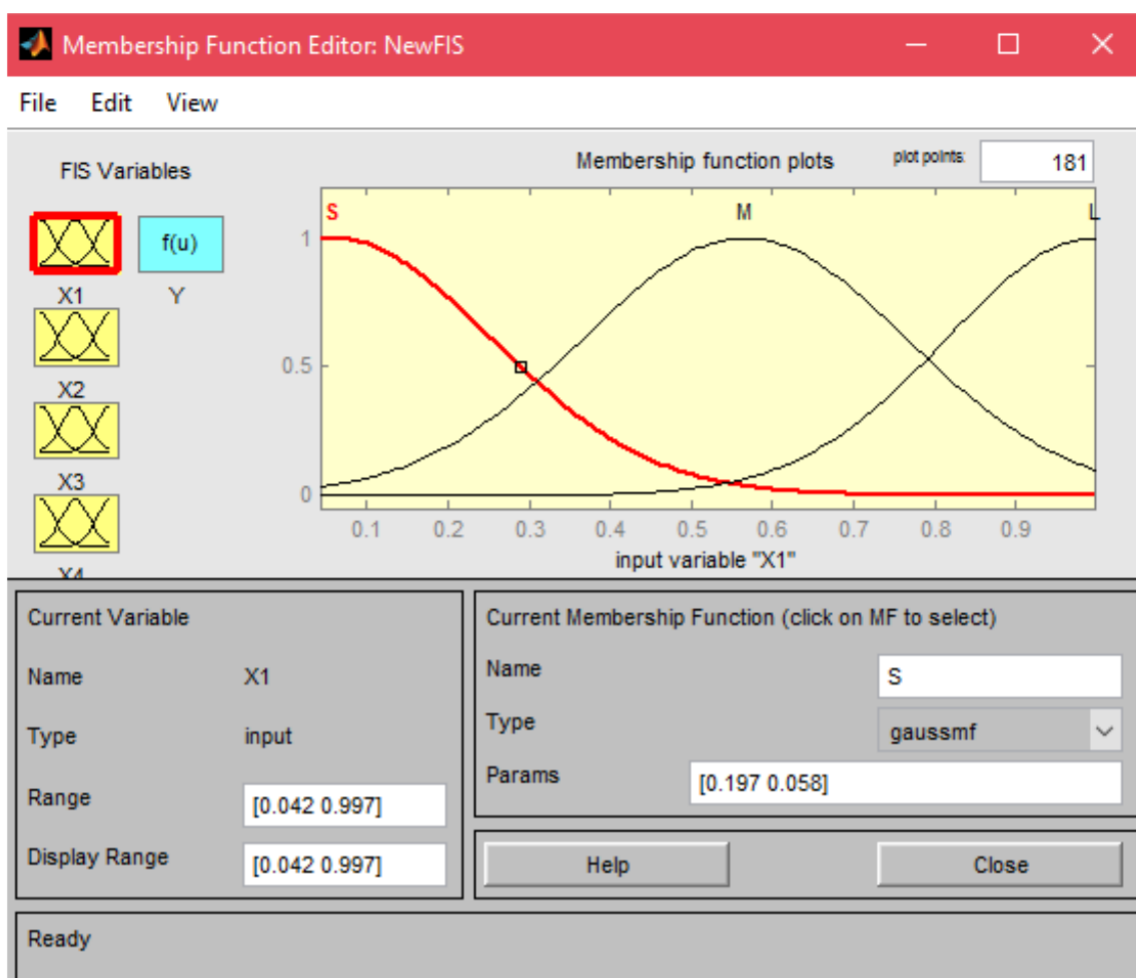 Membership Function Editor: NewFIS
File Edit View
FIS Variables
f(u)
X1
Y
X2
X3
X4
Membership function plots
plot points:
181
S
M
L
1
0.5
0
0.1 0.2 0.3 0.4 0.5 0.6 0.7 0.8 0.9
input variable "X1"
Current Variable
Name X1
Type input
Range [0.042 0.997]
Display Range [0.042 0.997]
Current Membership Function (click on MF to select)
Name S
Type gaussmf
Params [0.197 0.058]
Help Close
Ready